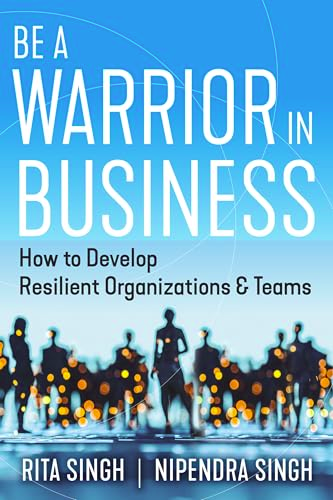 BE A
WARRIOR IN
BUSINESS
How to Develop
Resilient Organizations & Teams
RITA SINGH | NIPENDRA SINGH